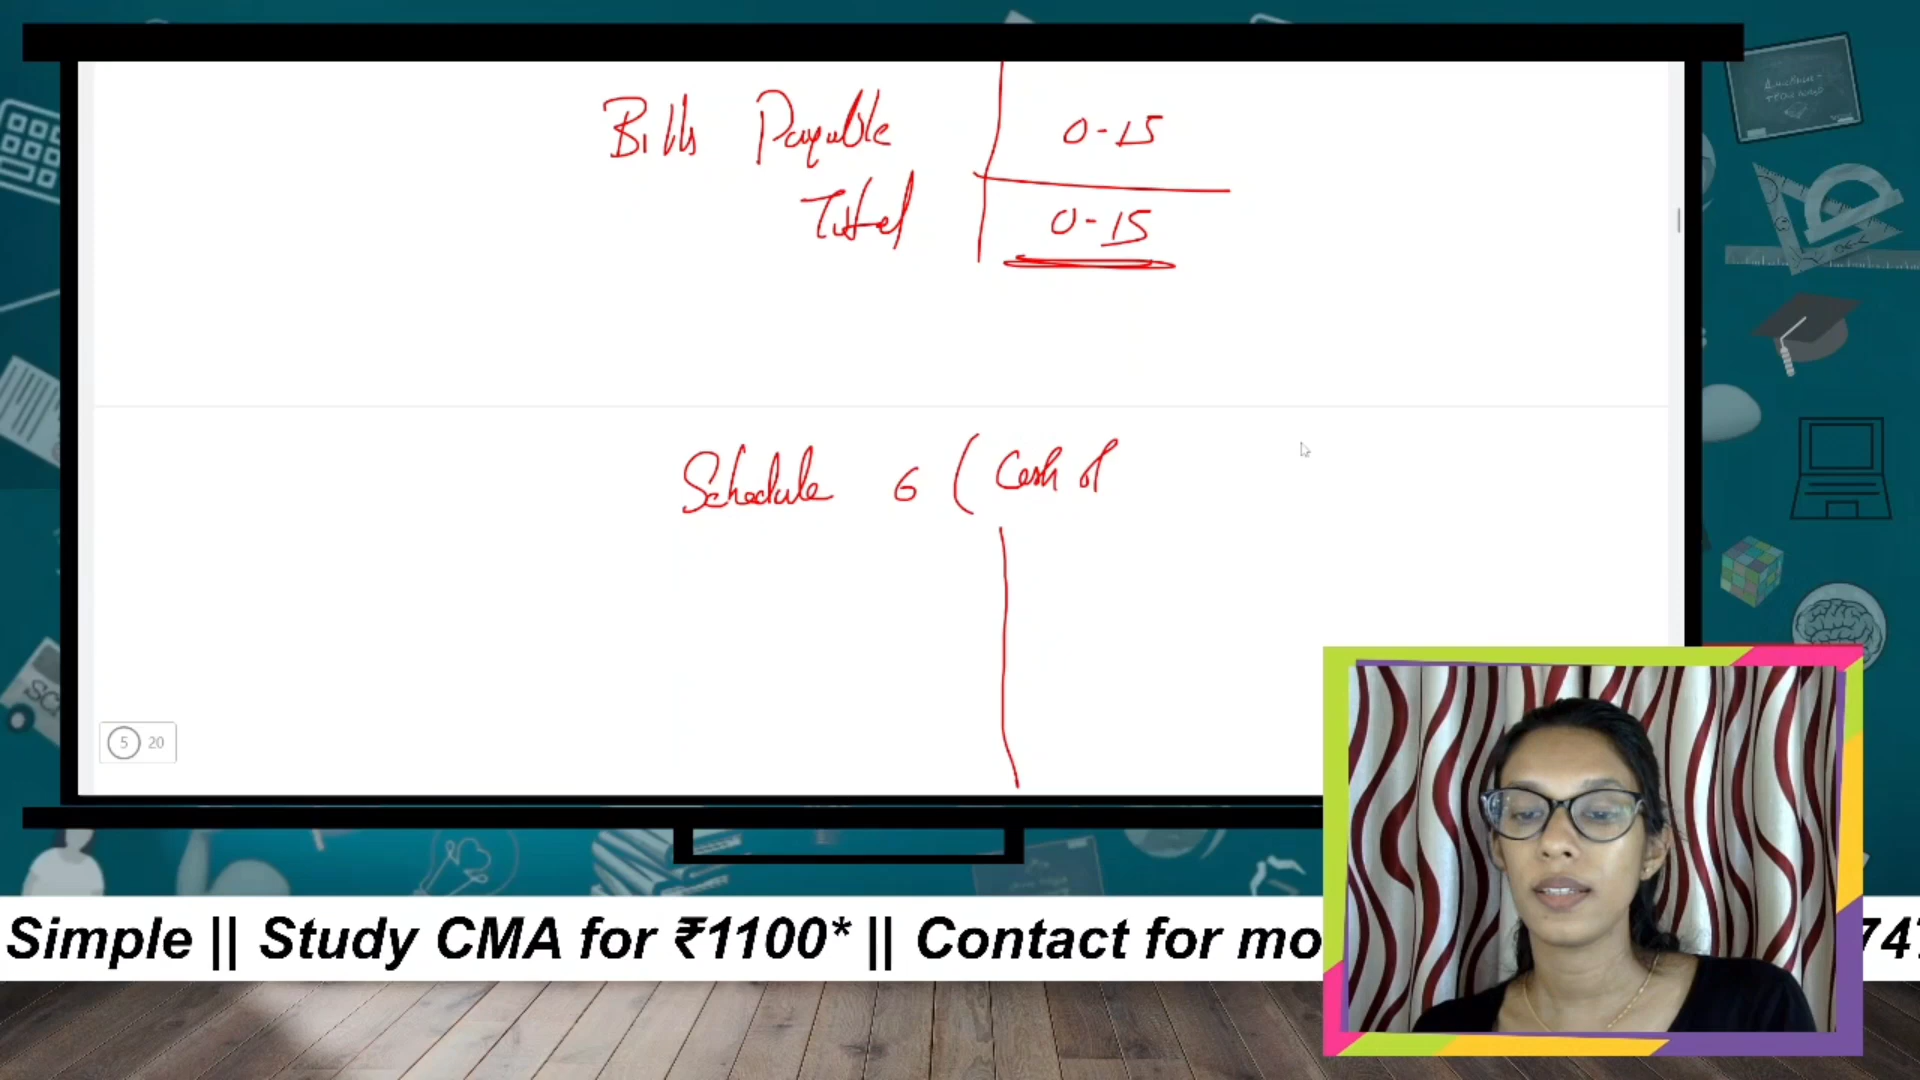 Bills Payable 0-15
Total 0-15
Schedule 6 ( Cash of
5 20
Simple || Study CMA for ₹1100* || Contact for mo
74